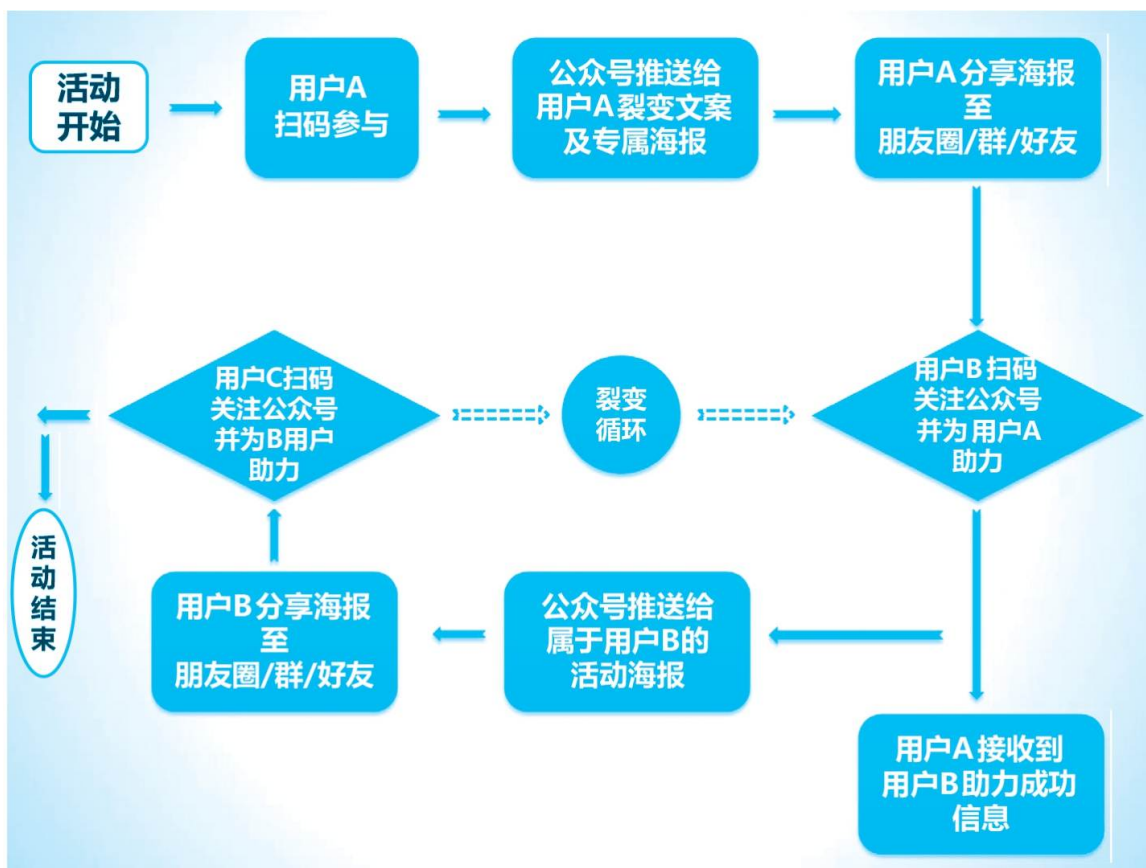 活动
开始
用户A
扫码参与
公众号推送给
用户A裂变文案
及专属海报
用户A分享海报
至
朋友圈/群/好友
用户B扫码
关注公众号
并为用户A
助力
裂变
循环
用户C扫码
关注公众号
并为B用户
助力
活动结束
用户B分享海报
至
朋友圈/群/好友
公众号推送给
属于用户B的
活动海报
用户A接收到
用户B助力成功
信息